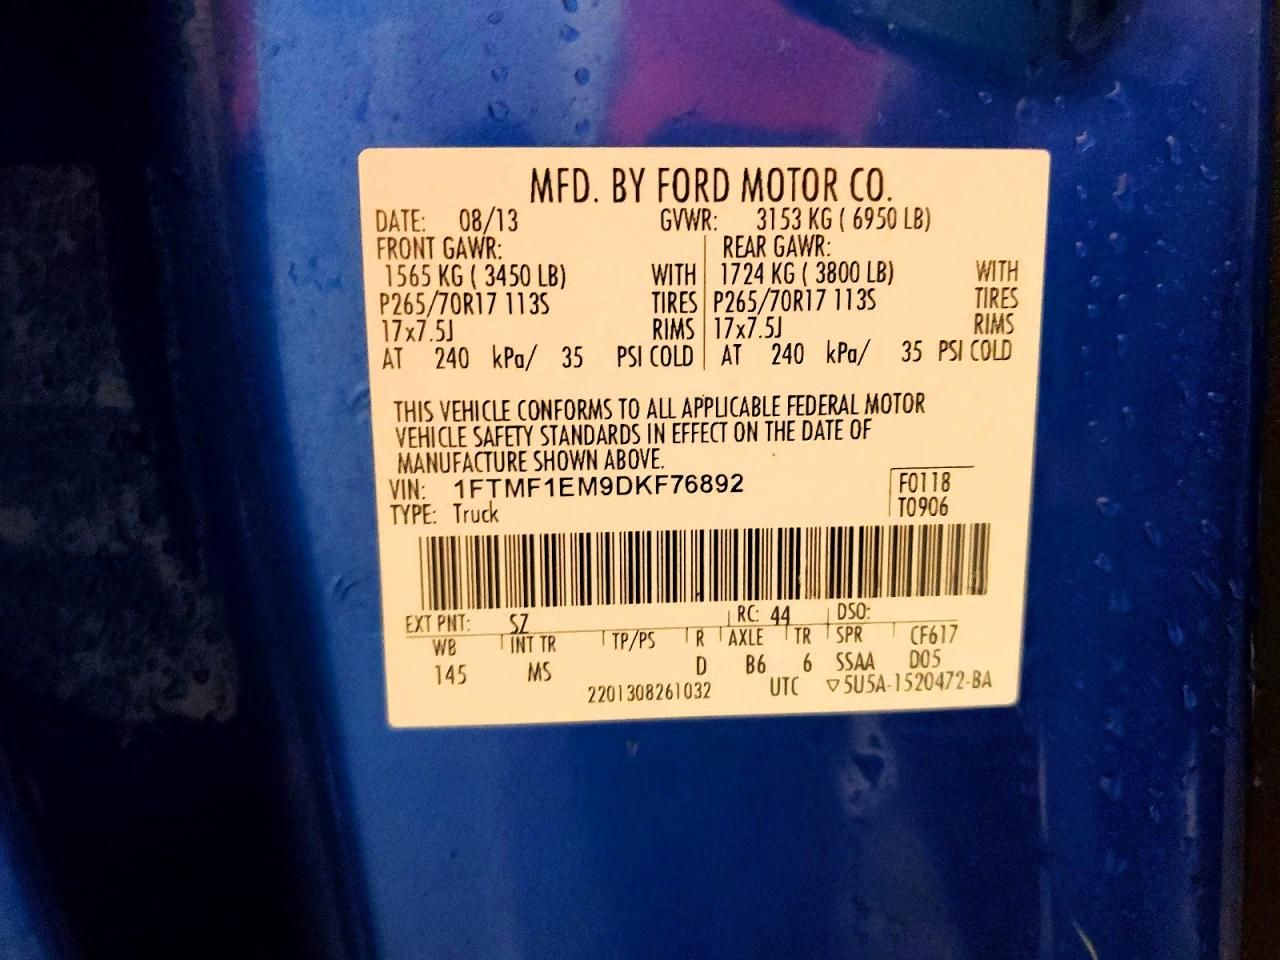 MFD. BY FORD MOTOR CO.
DATE: 08/13 GVWR: 3153 KG ( 6950 LB)
FRONT GAWR: REAR GAWR:
1565 KG ( 3450 LB) WITH 1724 KG ( 3800 LB) WITH
P265/70R17 113S TIRES P265/70R17 113S TIRES
17x7.5J RIMS 17x7.5J RIMS
AT 240 kPa/ 35 PSI COLD AT 240 kPa/ 35 PSI COLD
THIS VEHICLE CONFORMS TO ALL APPLICABLE FEDERAL MOTOR
VEHICLE SAFETY STANDARDS IN EFFECT ON THE DATE OF
MANUFACTURE SHOWN ABOVE.
VIN: 1FTMF1EM9DKF76892 F0118
TYPE: Truck T0906
EXT PNT: SZ RC: 44 DSO:
WB INT TR TP/PS R AXLE TR SPR CF617
145 MS D B6 6 SSAA D05
2201308261032 UTC ▽5U5A-1520472-BA